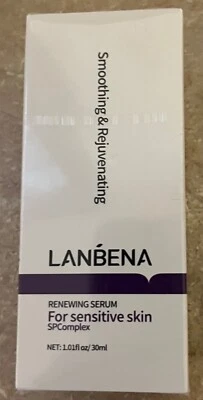 Smoothing & Rejuvenating
LANBENA
RENEWING SERUM
For sensitive skin
SPComplex
NET: 1.01fl oz/ 30ml